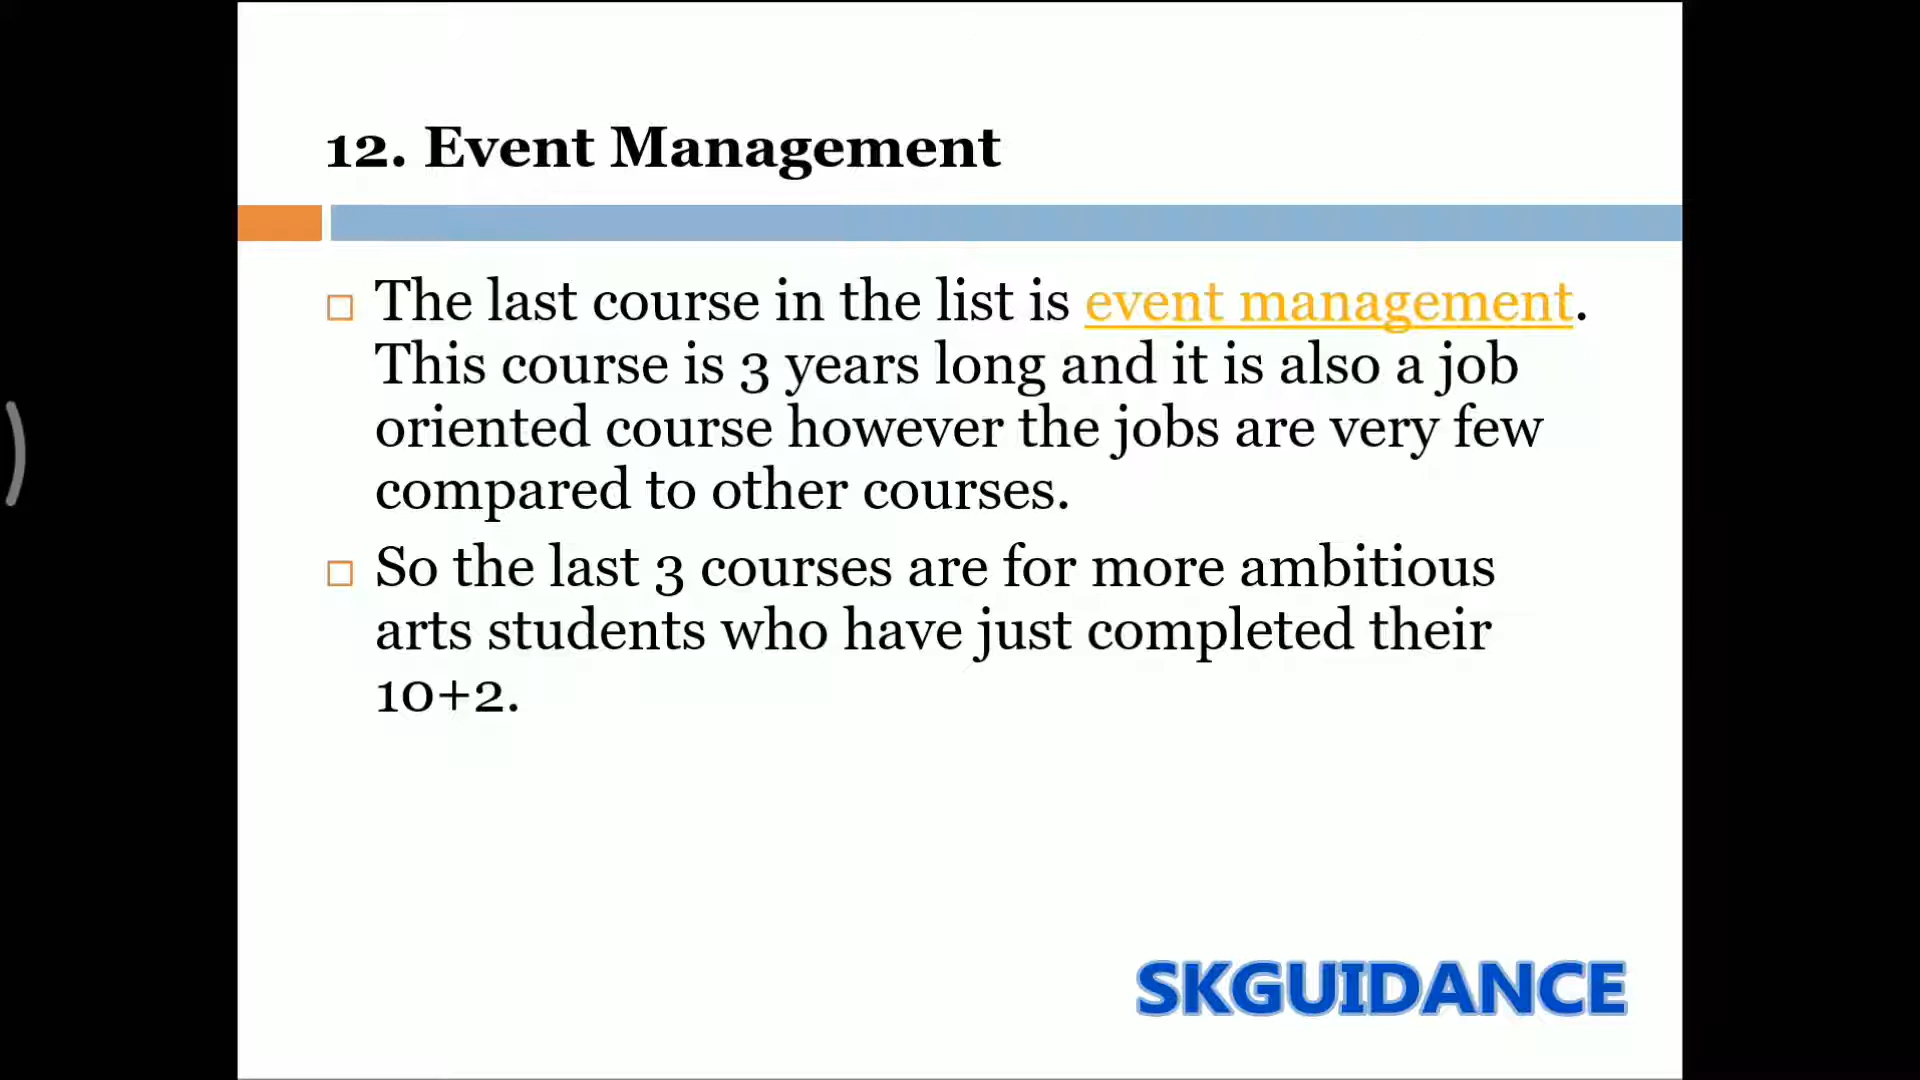 12. Event Management
The last course in the list is event management.
This course is 3 years long and it is also a job
oriented course however the jobs are very few
compared to other courses.
So the last 3 courses are for more ambitious
arts students who have just completed their
10+2.
SKGUIDANCE